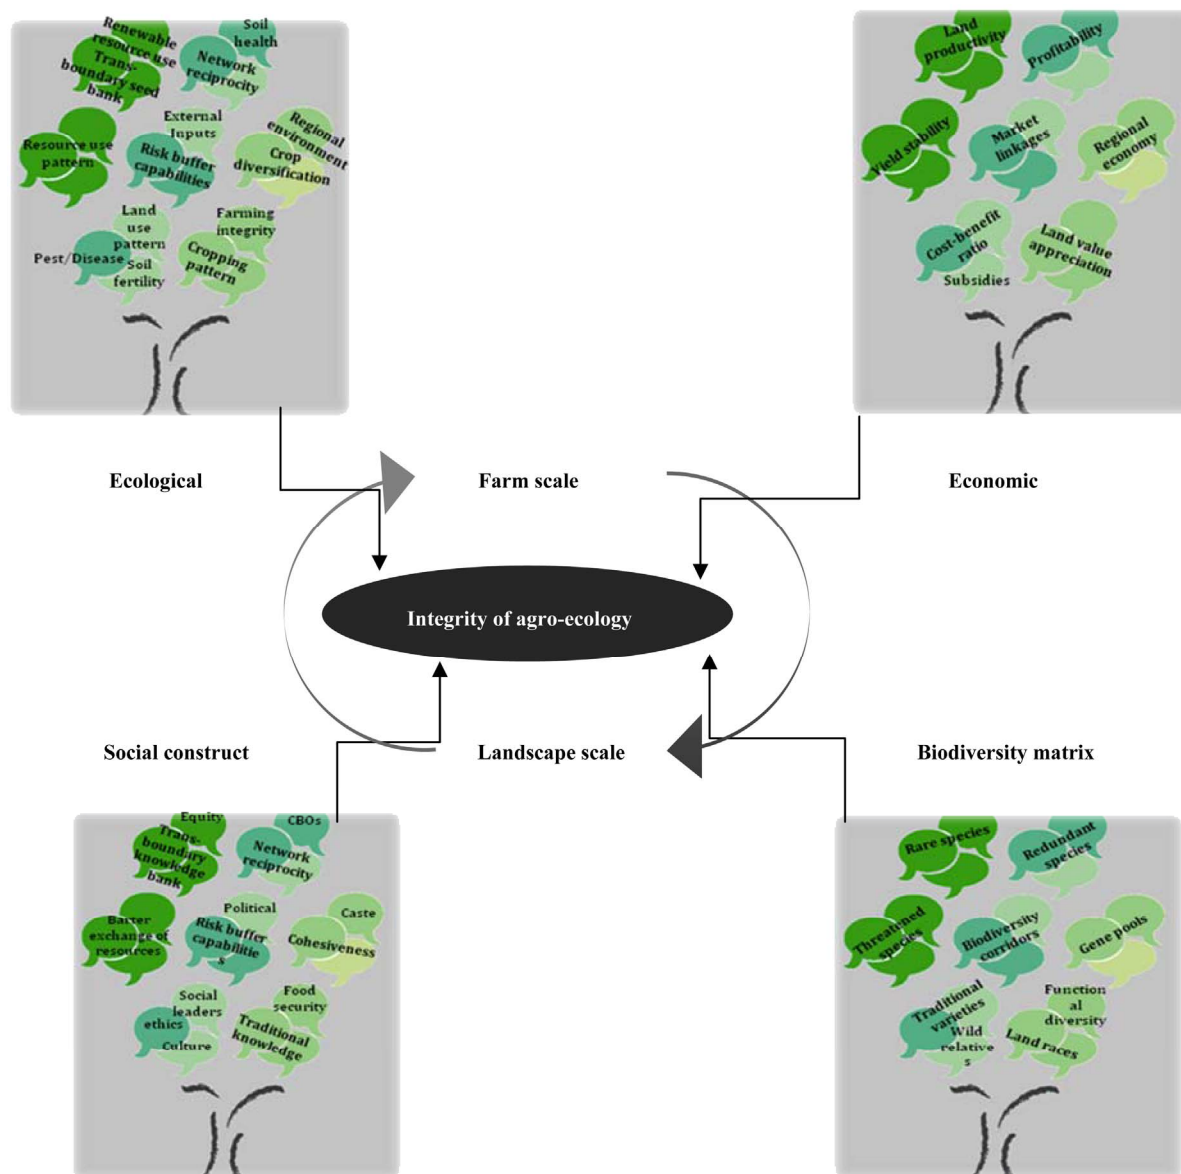 Renewable
resource use
Trans-
boundary seed
bank
Soil
health
Network
reciprocity
Resource use
pattern
External
Inputs
Risk buffer
capabilities
Regional
environment
Crop
diversification
Land
use
pattern
Pest/Disease
Soil
fertility
Farming
integrity
Cropping
pattern
Land
productivity
Profitability
Yield stability
Market
linkages
Regional
economy
Cost-benefit
ratio
Subsidies
Land value
appreciation
Ecological
Farm scale
Economic
Integrity of agro-ecology
Social construct
Landscape scale
Biodiversity matrix
Equity
Trans-
boundary
knowledge
bank
CBOs
Network
reciprocity
Barter
exchange of
resources
Political
Risk buffer
capabilitie
s
Caste
Cohesiveness
Social
leaders
ethics
Culture
Food
security
Traditional
knowledge
Rare species
Redundant
species
Threatened
species
Biodiversity
corridors
Gene pools
Traditional
varieties
Wild
relative
s
Function
al
diversity
Land races